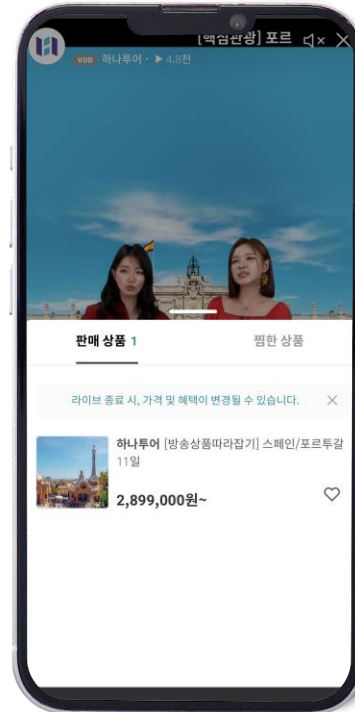 [핵심관광] 포르
VOD 하나투어 · ▶ 4.8천
판매 상품 1 찜한 상품
라이브 종료 시, 가격 및 혜택이 변경될 수 있습니다.
하나투어 [방송상품따라잡기] 스페인/포르투갈
11일
2,899,000원~